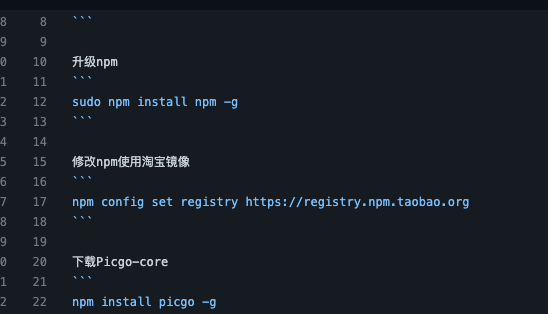 8 8 ```
9 9
0 10 升级npm
1 11 ```
2 12 sudo npm install npm -g
3 13 ```
4 14
5 15 修改npm使用淘宝镜像
6 16 ```
7 17 npm config set registry https://registry.npm.taobao.org
8 18 ```
9 19
0 20 下载Picgo-core
1 21 ```
2 22 npm install picgo -g